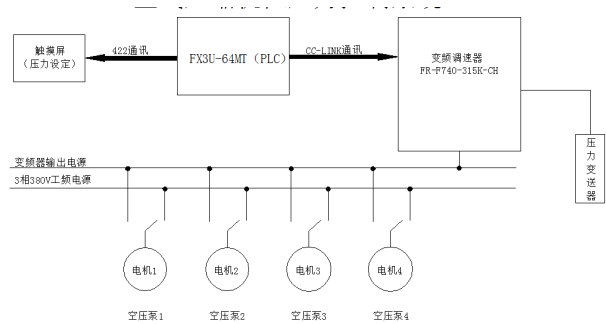 触摸屏
(压力设定)
422通讯
FX3U-64MT(PLC)
CC-LINK通讯
变频调速器
FR-F740-315K-CH
压力变送器
变频器输出电源
3相380V工频电源
电机1
电机2
电机3
电机4
空压泵1
空压泵2
空压泵3
空压泵4